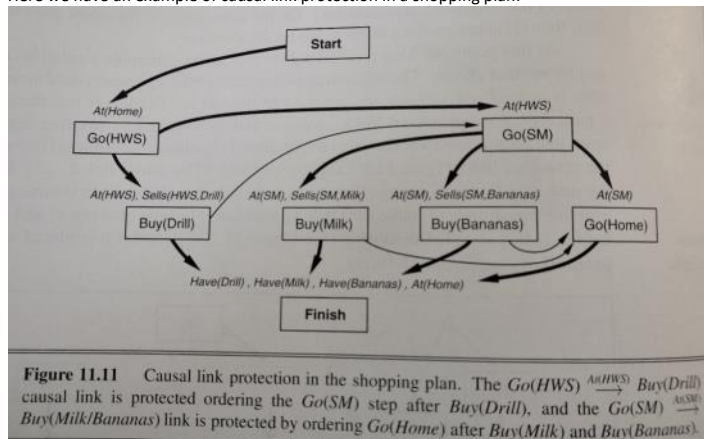 Here we have an example of causal link protection in a shopping plan:
Start
At(Home)
At(HWS)
Go(HWS)
Go(SM)
At(HWS), Sells(HWS,Drill)
At(SM), Sells(SM,Milk)
At(SM), Sells(SM,Bananas)
At(SM)
Buy(Drill)
Buy(Milk)
Buy(Bananas)
Go(Home)
Have(Drill) , Have(Milk) , Have(Bananas) , At(Home)
Finish
Figure 11.11 Causal link protection in the shopping plan. The Go(HWS) At(HWS) Buy(Drill)
causal link is protected ordering the Go(SM) step after Buy(Drill), and the Go(SM) At(SM)
Buy(Milk/Bananas) link is protected by ordering Go(Home) after Buy(Milk) and Buy(Bananas).